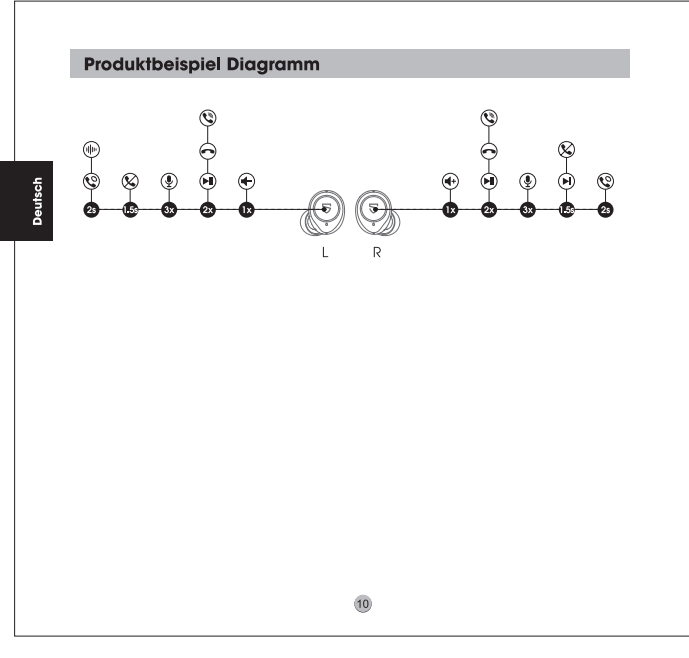 Produktbeispiel Diagramm
Deutsch
2s 1.5s 3x 2x 1x 1x 2x 3x 1.5s 2s
L R
10